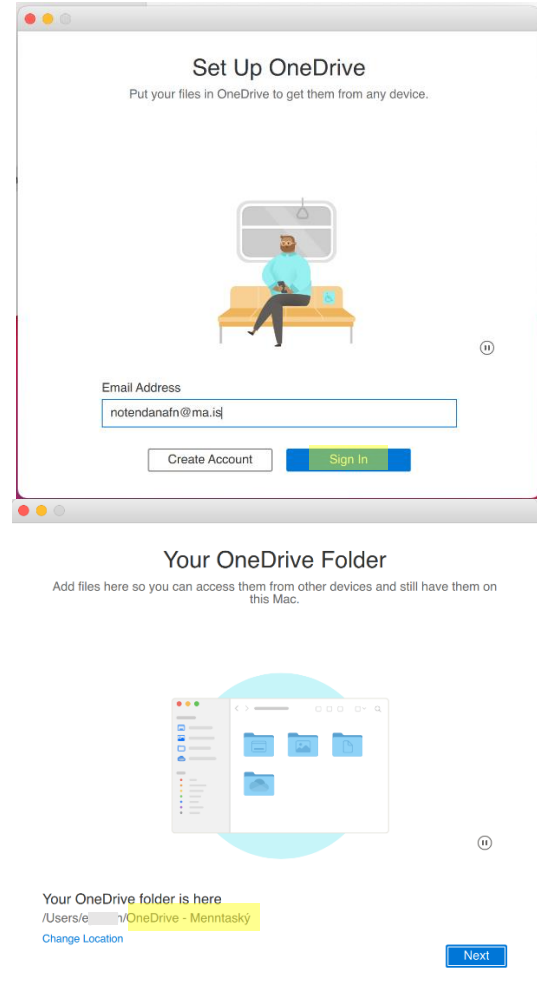 Set Up OneDrive
Put your files in OneDrive to get them from any device.
Email Address
notendanafn@ma.is
Create Account
Sign In
Your OneDrive Folder
Add files here so you can access them from other devices and still have them on
this Mac.
Your OneDrive folder is here
/Users/e n/OneDrive - Menntaský
Change Location
Next